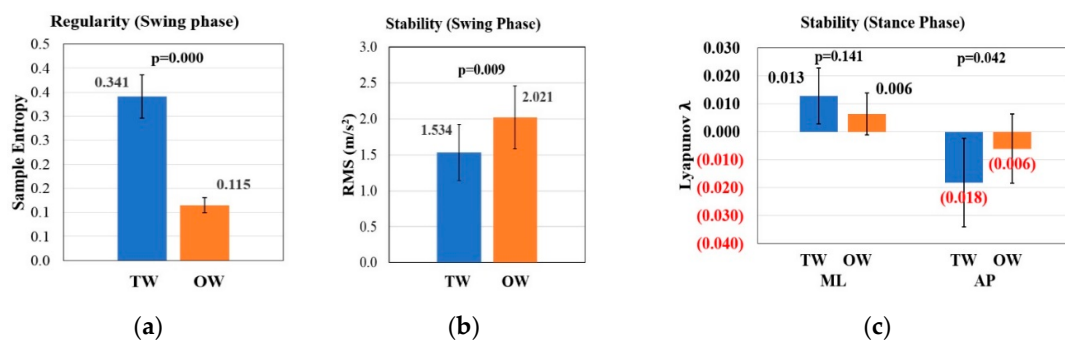 Regularity (Swing phase)
Sample Entropy
0.5
0.4
0.4
0.3
0.3
0.2
0.2
0.1
0.1
0.0
p=0.000
0.341
0.115
TW OW
(a)
Stability (Swing Phase)
RMS (m/s²)
3.0
2.5
2.0
1.5
1.0
0.5
0.0
p=0.009
1.534
2.021
TW OW
(b)
Stability (Stance Phase)
Lyapunov λ
0.030
0.020
0.010
0.000
(0.010)
(0.020)
(0.030)
(0.040)
p=0.141
p=0.042
0.013
0.006
(0.018)
(0.006)
TW OW TW OW
ML AP
(c)